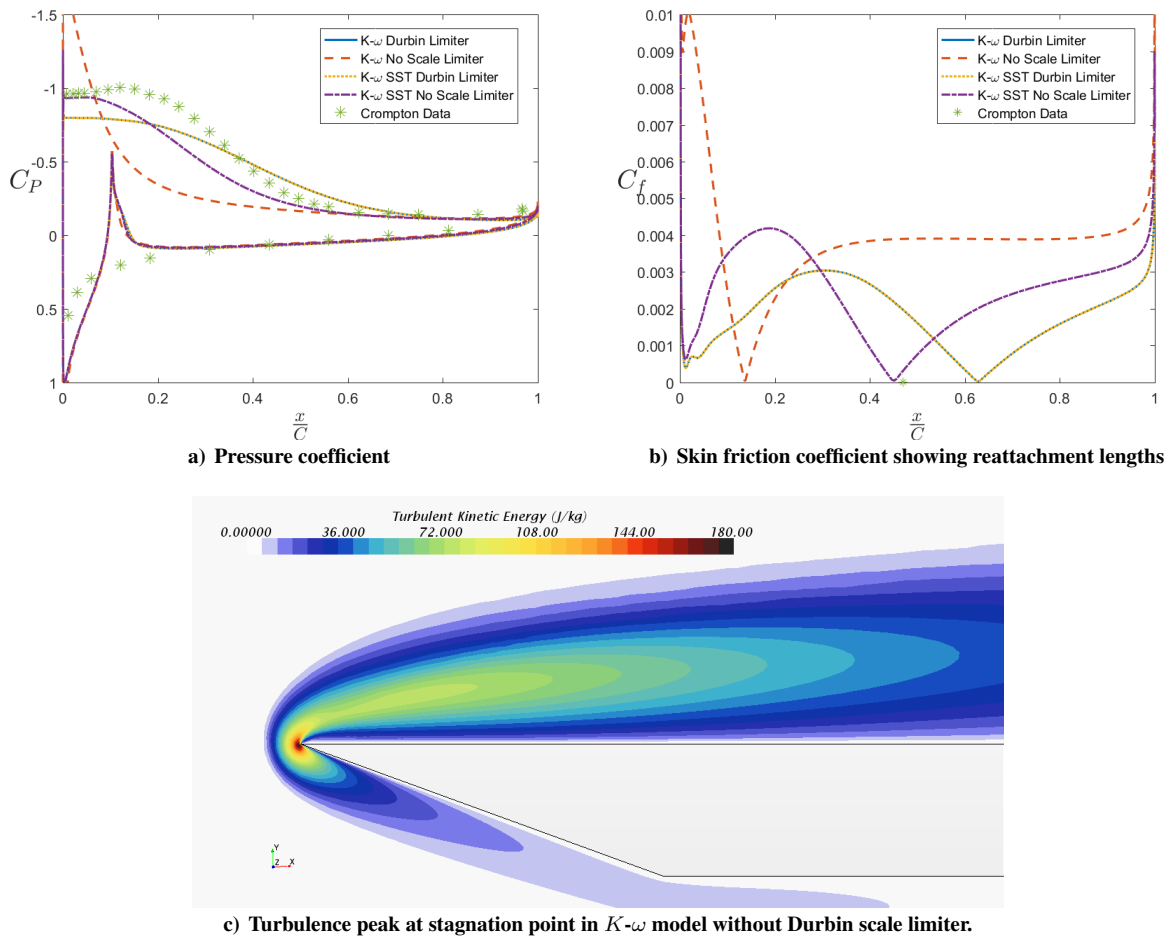 -1.5
-1
-0.5
0
0.5
1
C_P
K-ω Durbin Limiter
K-ω No Scale Limiter
K-ω SST Durbin Limiter
K-ω SST No Scale Limiter
Crompton Data
0 0.2 0.4 0.6 0.8 1
x
C
a) Pressure coefficient
0.01
0.009
0.008
0.007
0.006
0.005
0.004
0.003
0.002
0.001
0
C_f
K-ω Durbin Limiter
K-ω No Scale Limiter
K-ω SST Durbin Limiter
K-ω SST No Scale Limiter
Crompton Data
0 0.2 0.4 0.6 0.8 1
x
C
b) Skin friction coefficient showing reattachment lengths
Turbulent Kinetic Energy (J/kg)
0.00000 36.000 72.000 108.00 144.00 180.00
Y
Z X
c) Turbulence peak at stagnation point in K-ω model without Durbin scale limiter.